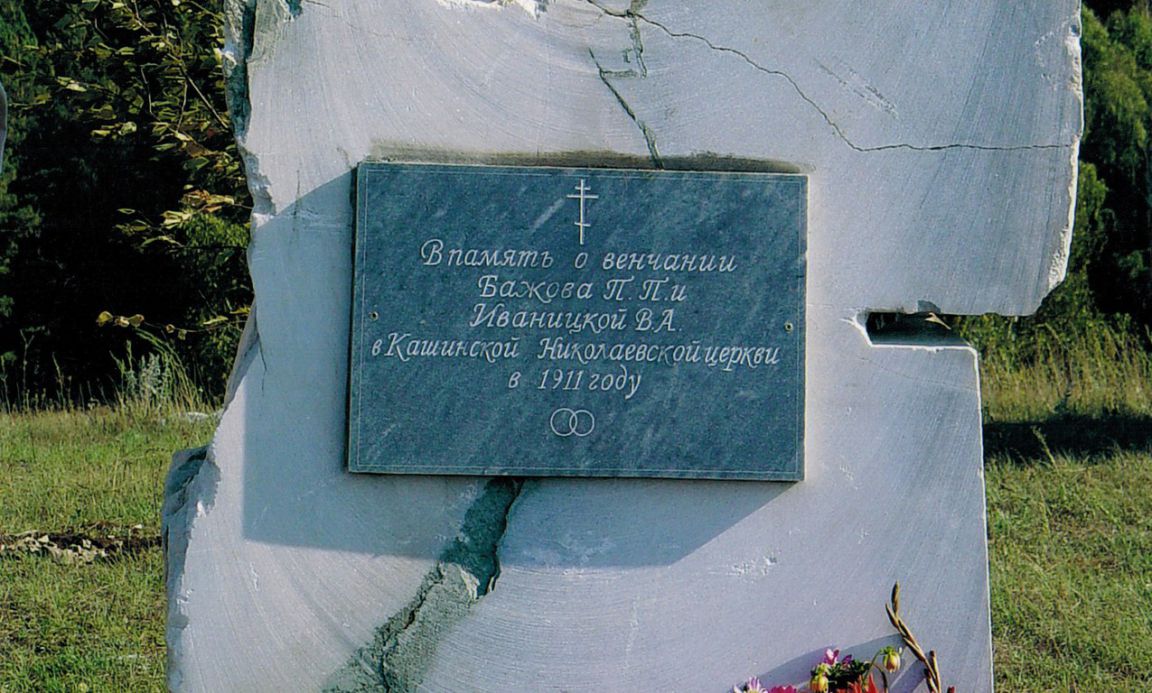 В память о венчании
Бажова П. П. и
Иваницкой В. А.
в Кашинской Николаевской церкви
в 1911 году